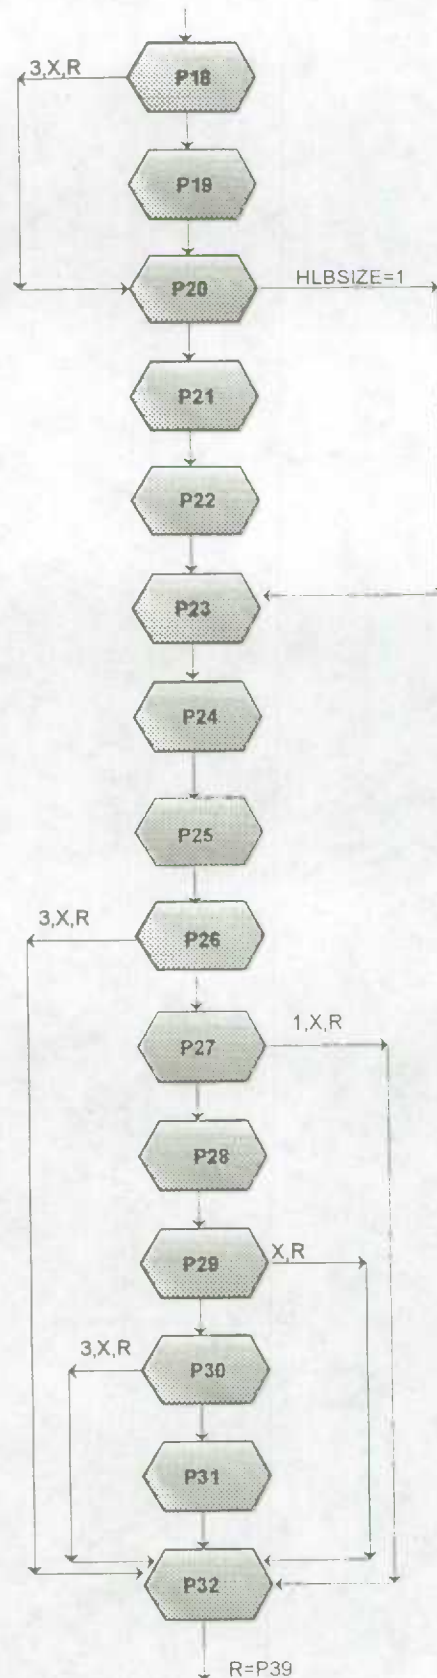 3,X,R
P18
P19
P20
HLBSIZE=1
P21
P22
P23
P24
P25
3,X,R
P26
P27
1,X,R
P28
P29
X,R
3,X,R
P30
P31
P32
R=P39